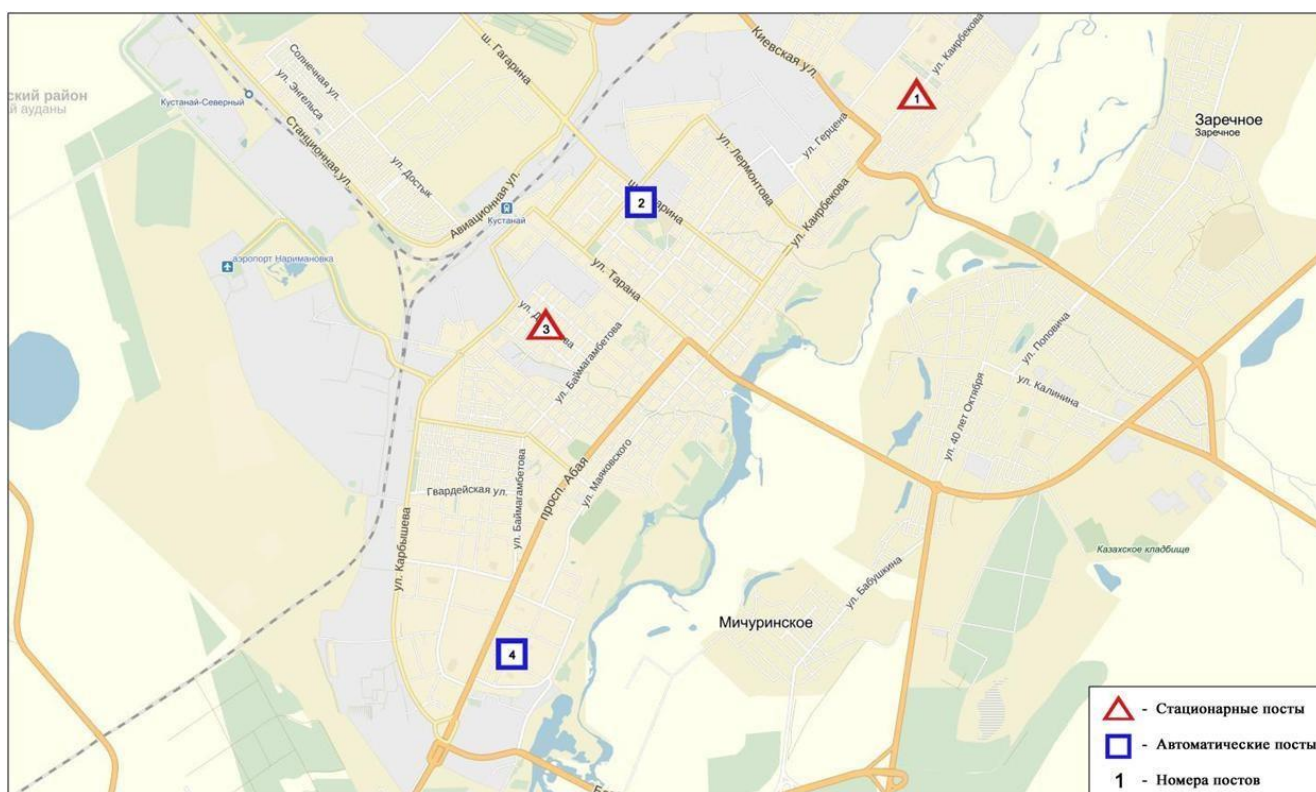 ский район
й ауданы
Кустанай-Северный
Солнечная ул.
ул. Энгельса
Станционная ул.
ул. Достык
ш. Гагарина
Авиационная ул.
Кустанай
аэропорт Наримановка
Киевская ул.
ул. Каирбекова
1
Заречное
Заречное
ул. Герцена
ул. Лермонтова
2
ул. Каирбекова
ул. Тарана
3
ул. Баймагамбетова
ул. Поповича
ул. Калинина
ул. 40 лет Октября
просп. Абая
ул. Маяковского
ул. Баймагамбетова
Гвардейская ул.
ул. Карбышева
Казахское кладбище
ул. Бабушкина
Мичуринское
4
- Стационарные посты
- Автоматические посты
1 - Номера постов